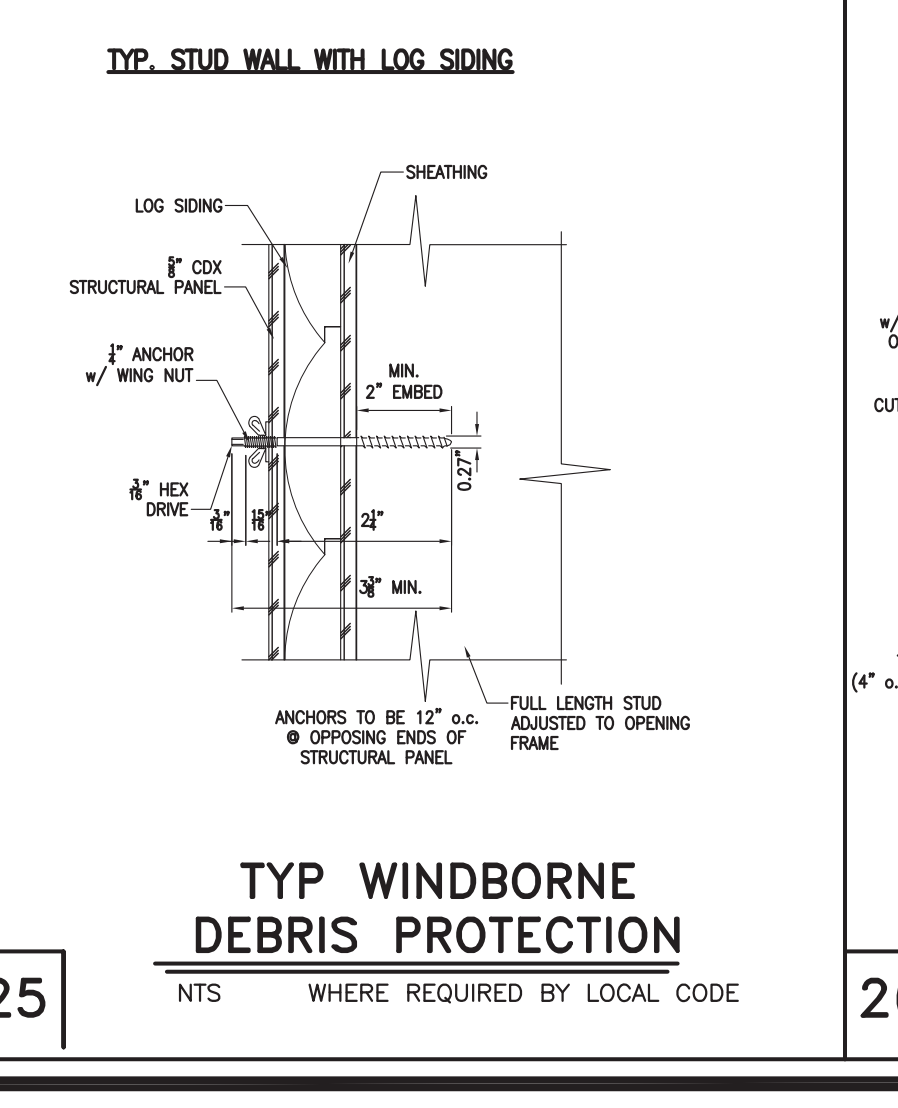 TYP. STUD WALL WITH LOG SIDING
SHEATHING
LOG SIDING
5/8" CDX
STRUCTURAL PANEL
1/4" ANCHOR
w/ WING NUT
MIN.
2" EMBED
0.27"
3/16" HEX
DRIVE
3/16"
15/16"
2 1/4"
3 3/8" MIN.
ANCHORS TO BE 12" o.c.
@ OPPOSING ENDS OF
STRUCTURAL PANEL
FULL LENGTH STUD
ADJUSTED TO OPENING
FRAME
TYP WINDBORNE
DEBRIS PROTECTION
NTS WHERE REQUIRED BY LOCAL CODE
25
w/
CUT
(4" o.
2